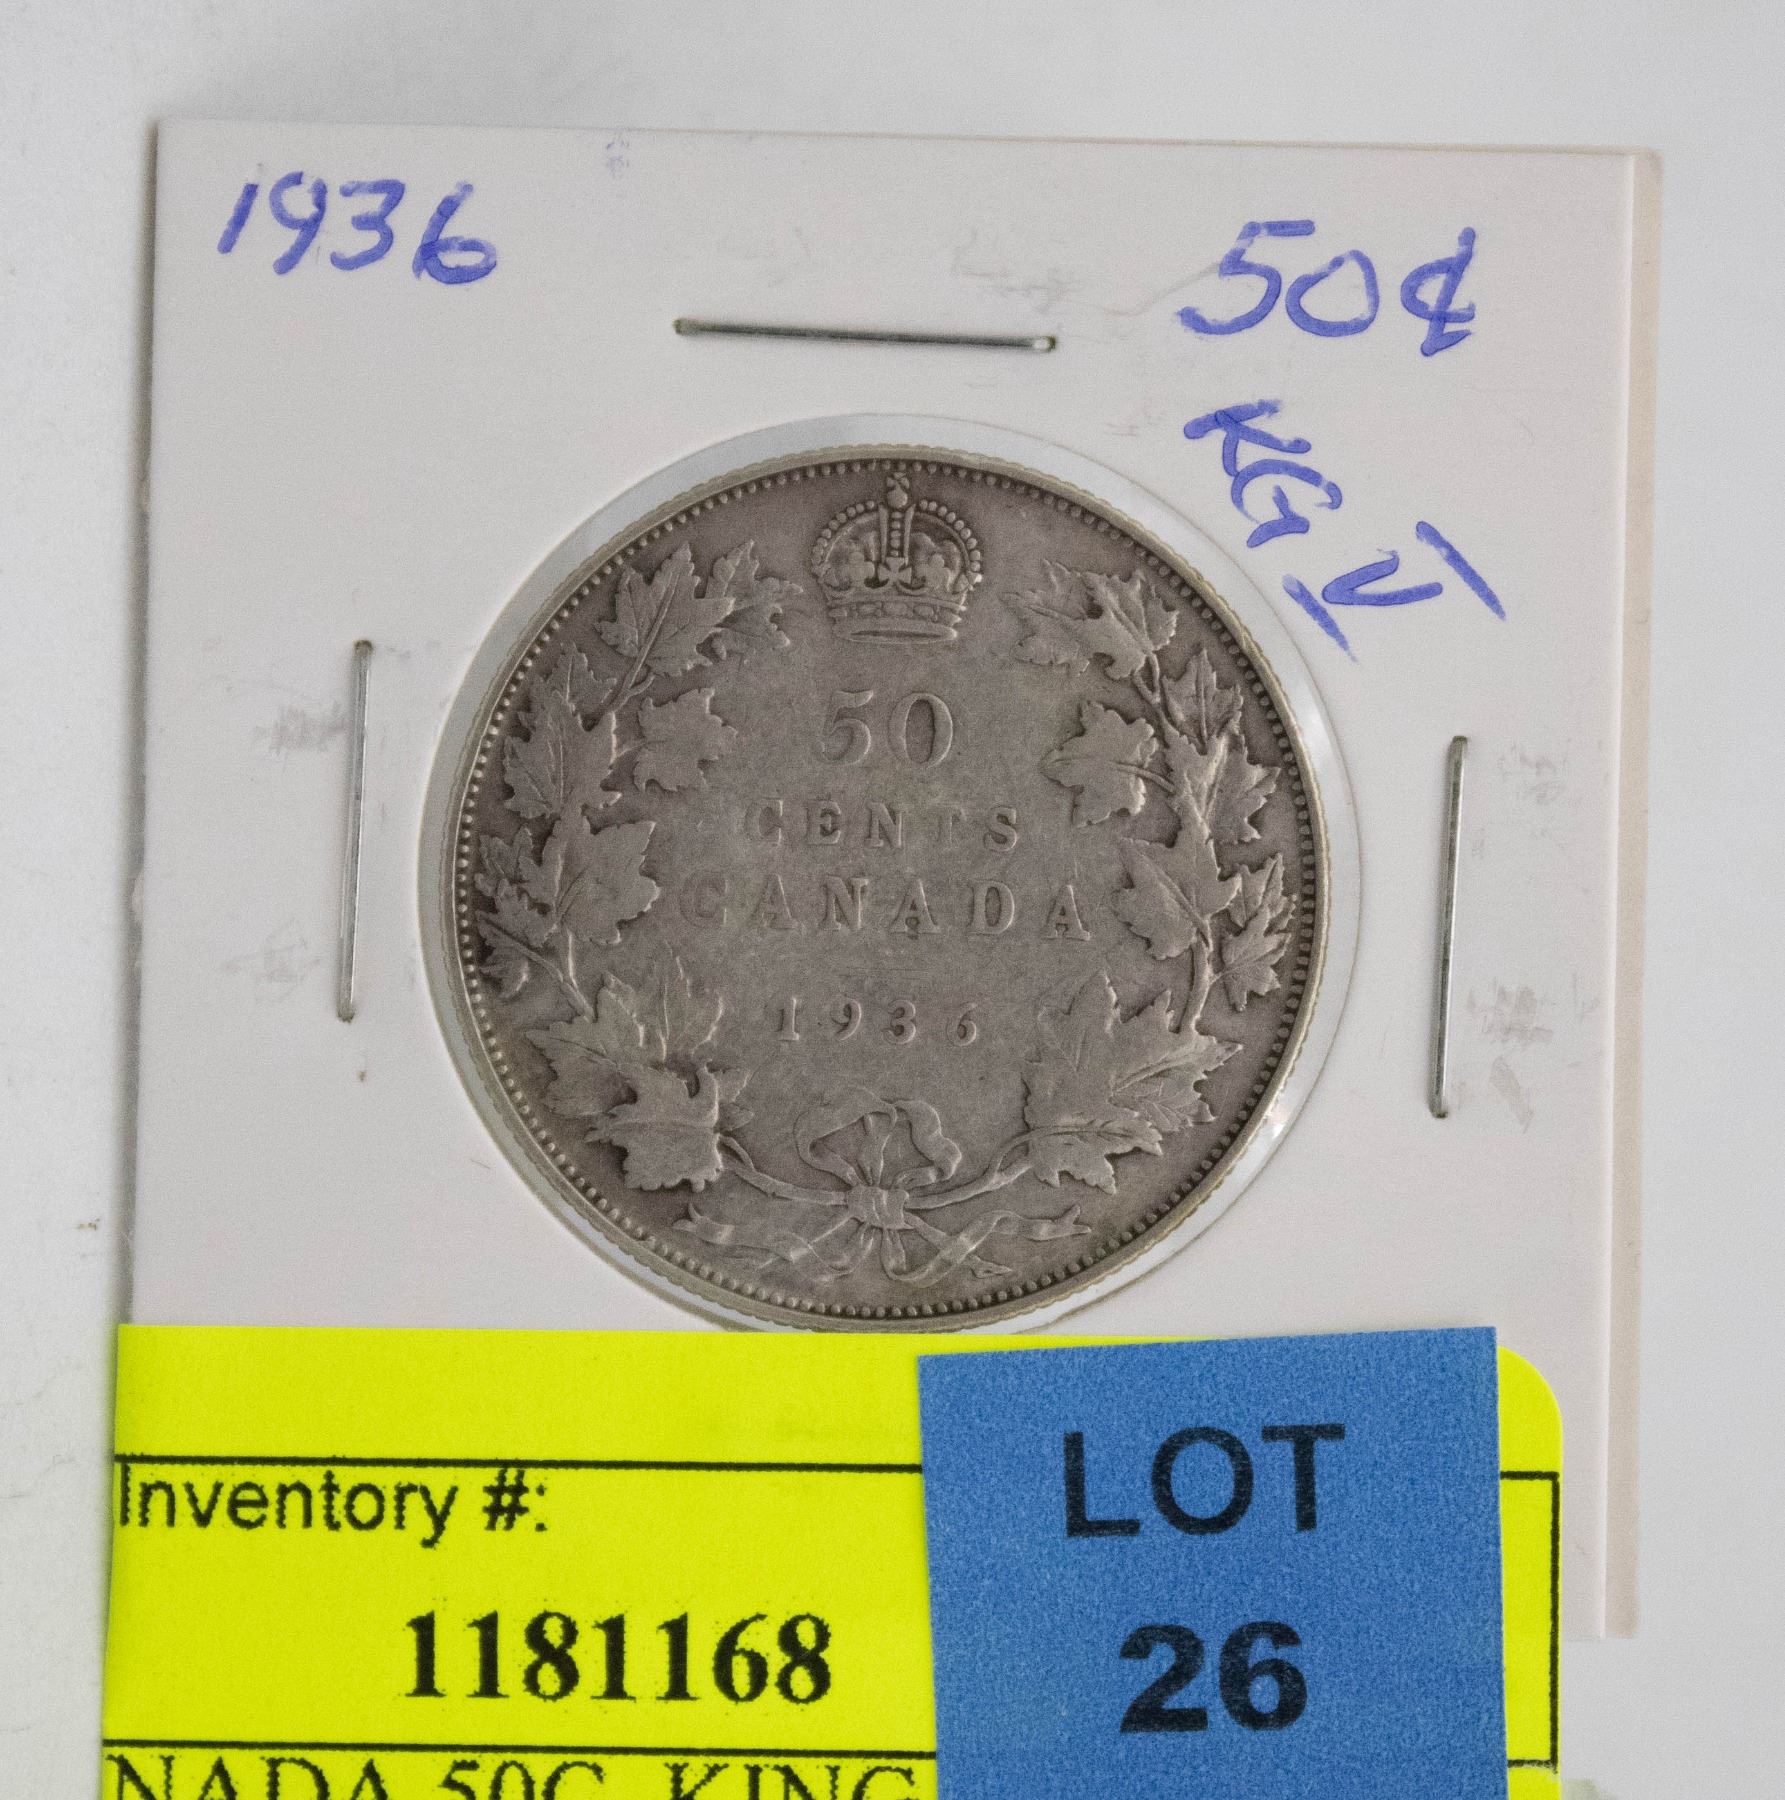 1936
50¢
KG V
50
CENTS
CANADA
1936
Inventory #:
1181168
LOT
26
NADA 50C, KING